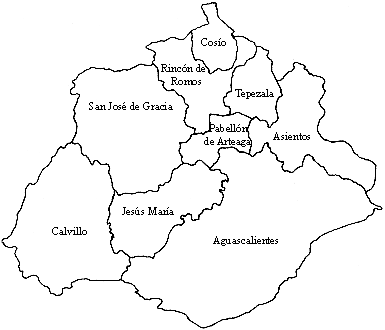 Cosío
Rincón de
Romos
Tepezala
San José de Gracia
Pabellón
de Arteaga
Asientos
Jesús María
Calvillo
Aguascalientes